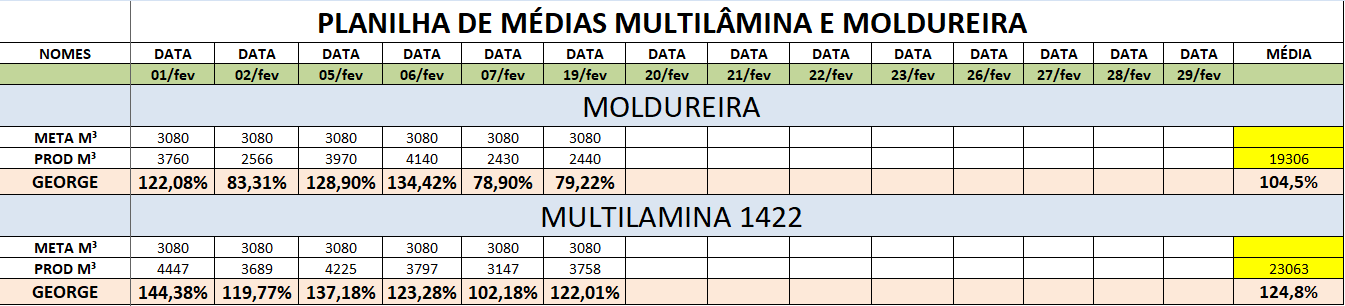 PLANILHA DE MÉDIAS MULTILÂMINA E MOLDUREIRA
NOMES DATA DATA DATA DATA DATA DATA DATA DATA DATA DATA DATA DATA DATA DATA MÉDIA
01/fev 02/fev 05/fev 06/fev 07/fev 19/fev 20/fev 21/fev 22/fev 23/fev 26/fev 27/fev 28/fev 29/fev
MOLDUREIRA
META M³ 3080 3080 3080 3080 3080 3080
PROD M³ 3760 2566 3970 4140 2430 2440 19306
GEORGE 122,08% 83,31% 128,90% 134,42% 78,90% 79,22% 104,5%
MULTILAMINA 1422
META M³ 3080 3080 3080 3080 3080 3080
PROD M³ 4447 3689 4225 3797 3147 3758 23063
GEORGE 144,38% 119,77% 137,18% 123,28% 102,18% 122,01% 124,8%